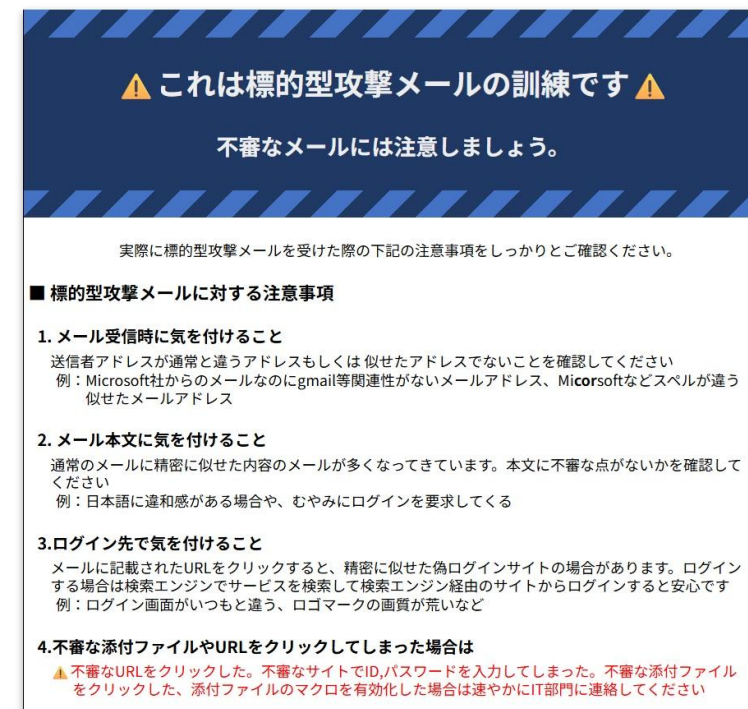 ⚠これは標的型攻撃メールの訓練です⚠
不審なメールには注意しましょう。
実際に標的型攻撃メールを受けた際の下記の注意事項をしっかりとご確認ください。
■ 標的型攻撃メールに対する注意事項
1. メール受信時に気を付けること
送信者アドレスが通常と違うアドレスもしくは 似せたアドレスでないことを確認してください
例：Microsoft社からのメールなのにgmail等関連性がないメールアドレス、Micorsoftなどスペルが違う
似せたメールアドレス
2. メール本文に気を付けること
通常のメールに精密に似せた内容のメールが多くなってきています。本文に不審な点がないかを確認して
ください
例：日本語に違和感がある場合や、むやみにログインを要求してくる
3.ログイン先で気を付けること
メールに記載されたURLをクリックすると、精密に似せた偽ログインサイトの場合があります。ログイン
する場合は検索エンジンでサービスを検索して検索エンジン経由のサイトからログインすると安心です
例：ログイン画面がいつもと違う、ロゴマークの画質が荒いなど
4.不審な添付ファイルやURLをクリックしてしまった場合は
⚠不審なURLをクリックした。不審なサイトでID,パスワードを入力してしまった。不審な添付ファイル
をクリックした、添付ファイルのマクロを有効化した場合は速やかにIT部門に連絡してください